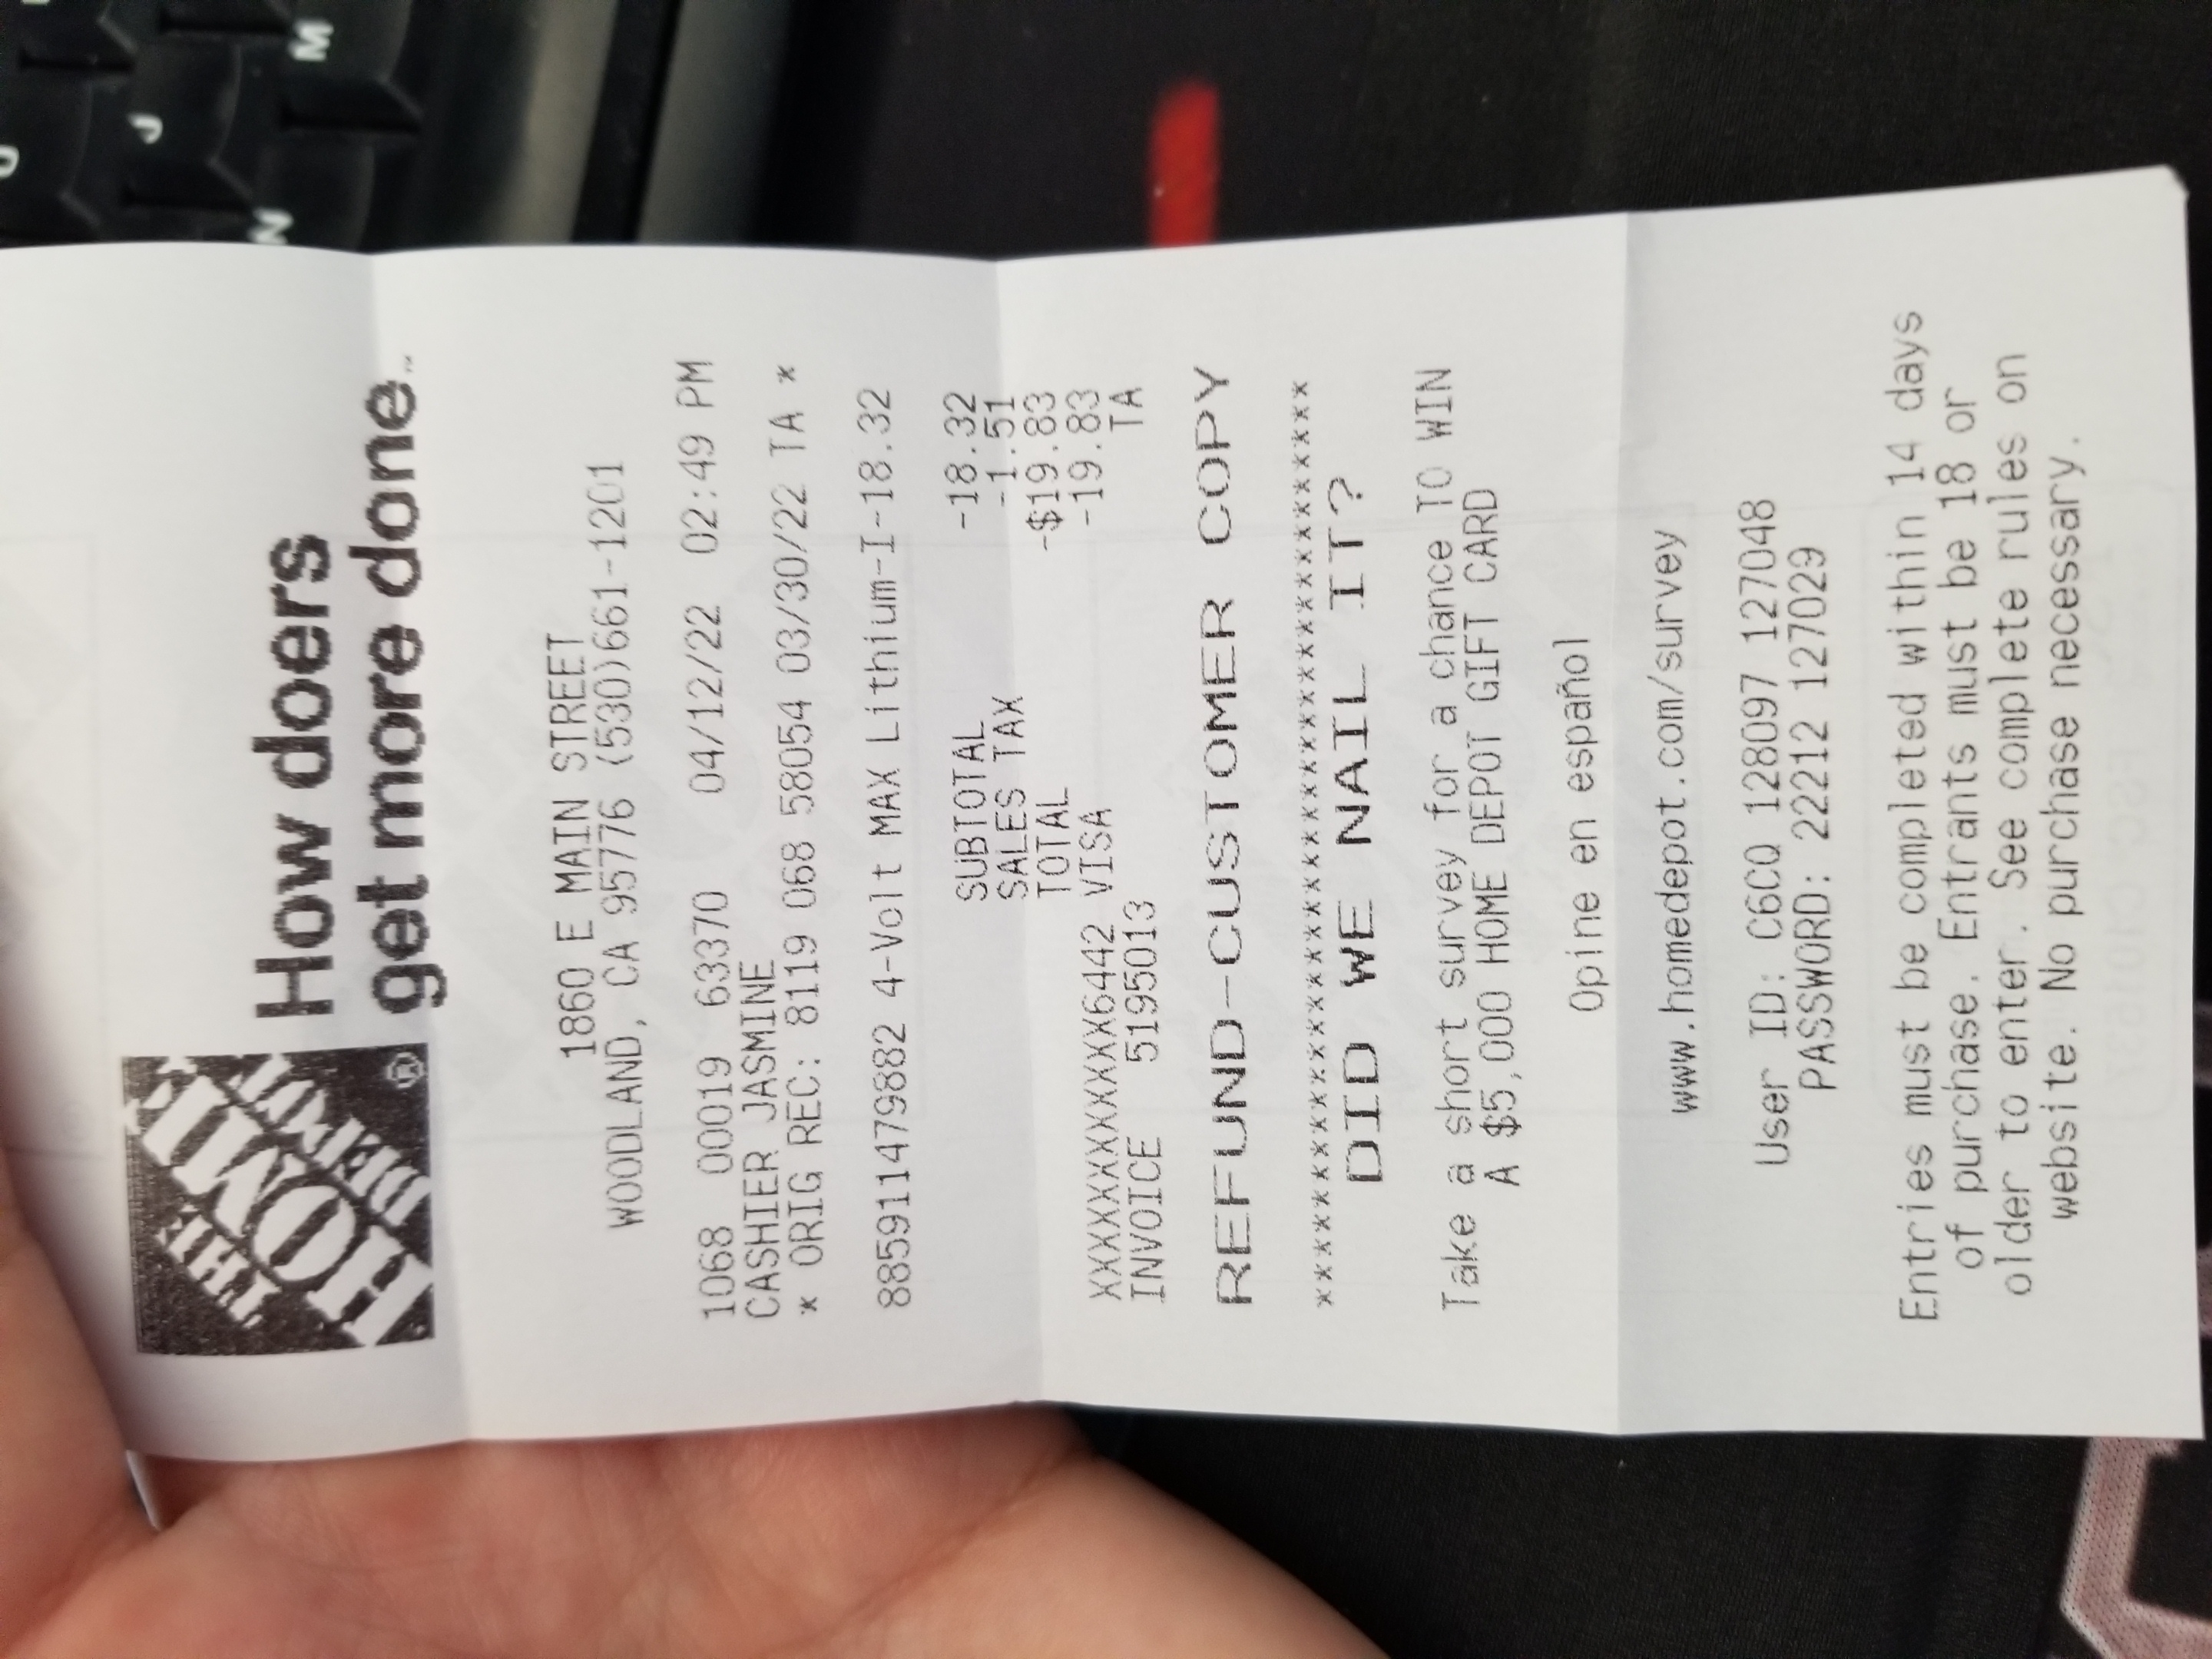 THE
HOME
DEPOT
®
How doers
get more done™
1860 E MAIN STREET
WOODLAND, CA 95776 (530)661-1201
1068 00019 63370 04/12/22 02:49 PM
CASHIER JASMINE
* ORIG REC: 8119 068 58054 03/30/22 TA *
885911479882 4-Volt MAX Lithium-I-18.32
SUBTOTAL -18.32
SALES TAX -1.51
TOTAL -$19.83
XXXXXXXXXXXX6442 VISA -19.83
INVOICE 5195013 TA
REFUND-CUSTOMER COPY
***************************************
DID WE NAIL IT?
Take a short survey for a chance TO WIN
A $5,000 HOME DEPOT GIFT CARD
Opine en español
www.homedepot.com/survey
User ID: C6CQ 128097 127048
PASSWORD: 22212 127029
Entries must be completed within 14 days
of purchase. Entrants must be 18 or
older to enter. See complete rules on
website. No purchase necessary.
J
N
M